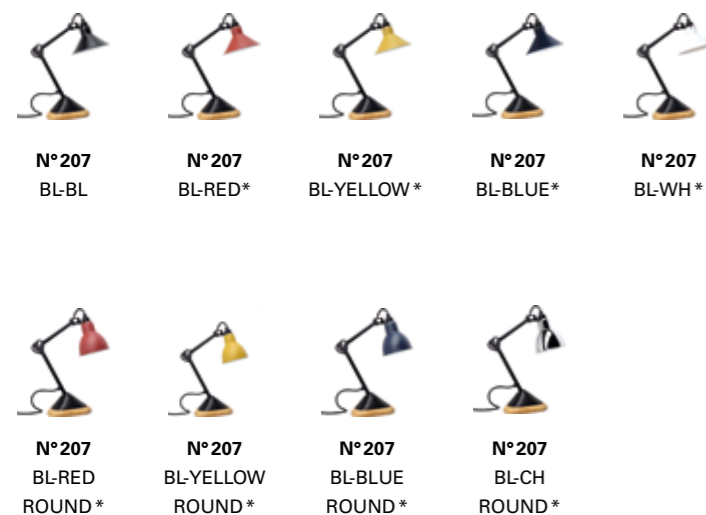 N°207
BL-BL
N°207
BL-RED*
N°207
BL-YELLOW *
N°207
BL-BLUE*
N°207
BL-WH *
N°207
BL-RED
ROUND *
N°207
BL-YELLOW
ROUND *
N°207
BL-BLUE
ROUND *
N°207
BL-CH
ROUND *